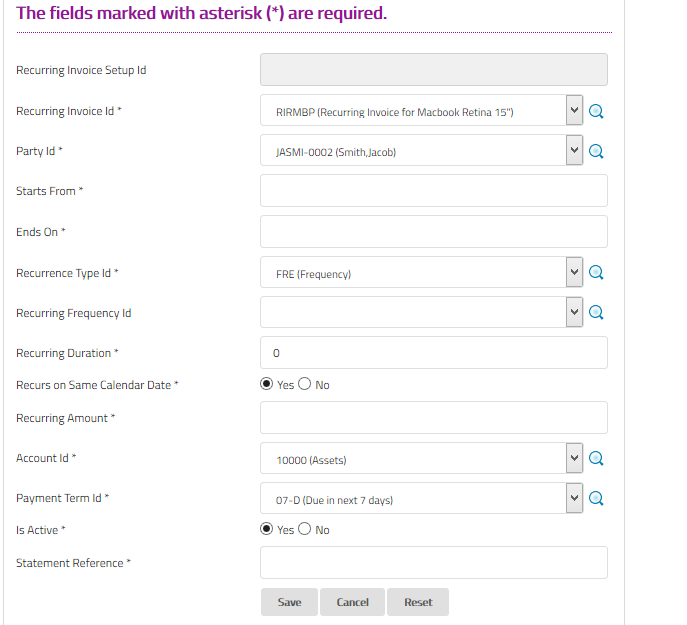 The fields marked with asterisk (*) are required.
Recurring Invoice Setup Id
Recurring Invoice Id * RIRMBP (Recurring Invoice for Macbook Retina 15")
Party Id * JASMI-0002 (Smith,Jacob)
Starts From *
Ends On *
Recurrence Type Id * FRE (Frequency)
Recurring Frequency Id
Recurring Duration * 0
Recurs on Same Calendar Date * Yes No
Recurring Amount *
Account Id * 10000 (Assets)
Payment Term Id * 07-D (Due in next 7 days)
Is Active * Yes No
Statement Reference *
Save Cancel Reset